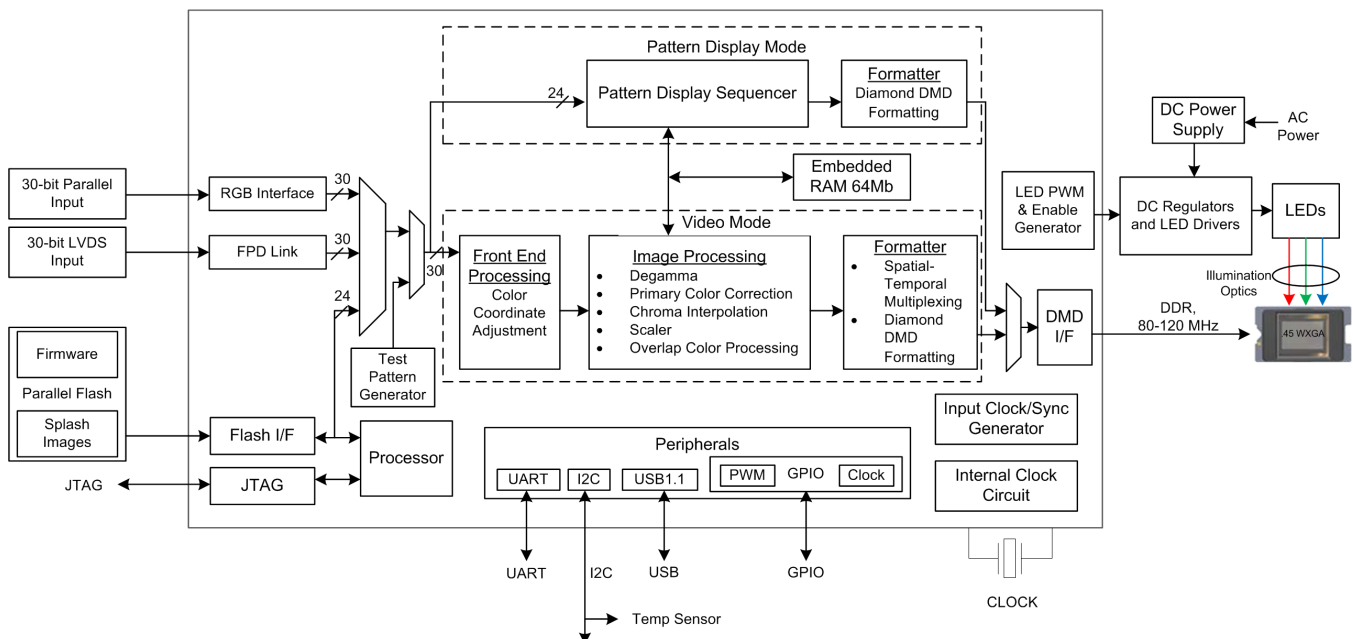 Pattern Display Mode
24
Pattern Display Sequencer
Formatter
Diamond DMD
Formatting
DC Power
Supply
AC
Power
Embedded
RAM 64Mb
30-bit Parallel
Input
RGB Interface
30
LED PWM
& Enable
Generator
DC Regulators
and LED Drivers
LEDs
Video Mode
30-bit LVDS
Input
FPD Link
30
30
Front End
Processing
Color
Coordinate
Adjustment
Image Processing
• Degamma
• Primary Color Correction
• Chroma Interpolation
• Scaler
• Overlap Color Processing
Formatter
• Spatial-
Temporal
Multiplexing
• Diamond
DMD
Formatting
Illumination
Optics
24
DMD
I/F
DDR,
80-120 MHz
.45 WXGA
Firmware
Parallel Flash
Splash
Images
Test
Pattern
Generator
Flash I/F
Processor
JTAG
JTAG
Peripherals
UART
I2C
USB1.1
PWM
GPIO
Clock
Input Clock/Sync
Generator
Internal Clock
Circuit
UART
I2C
USB
GPIO
CLOCK
Temp Sensor